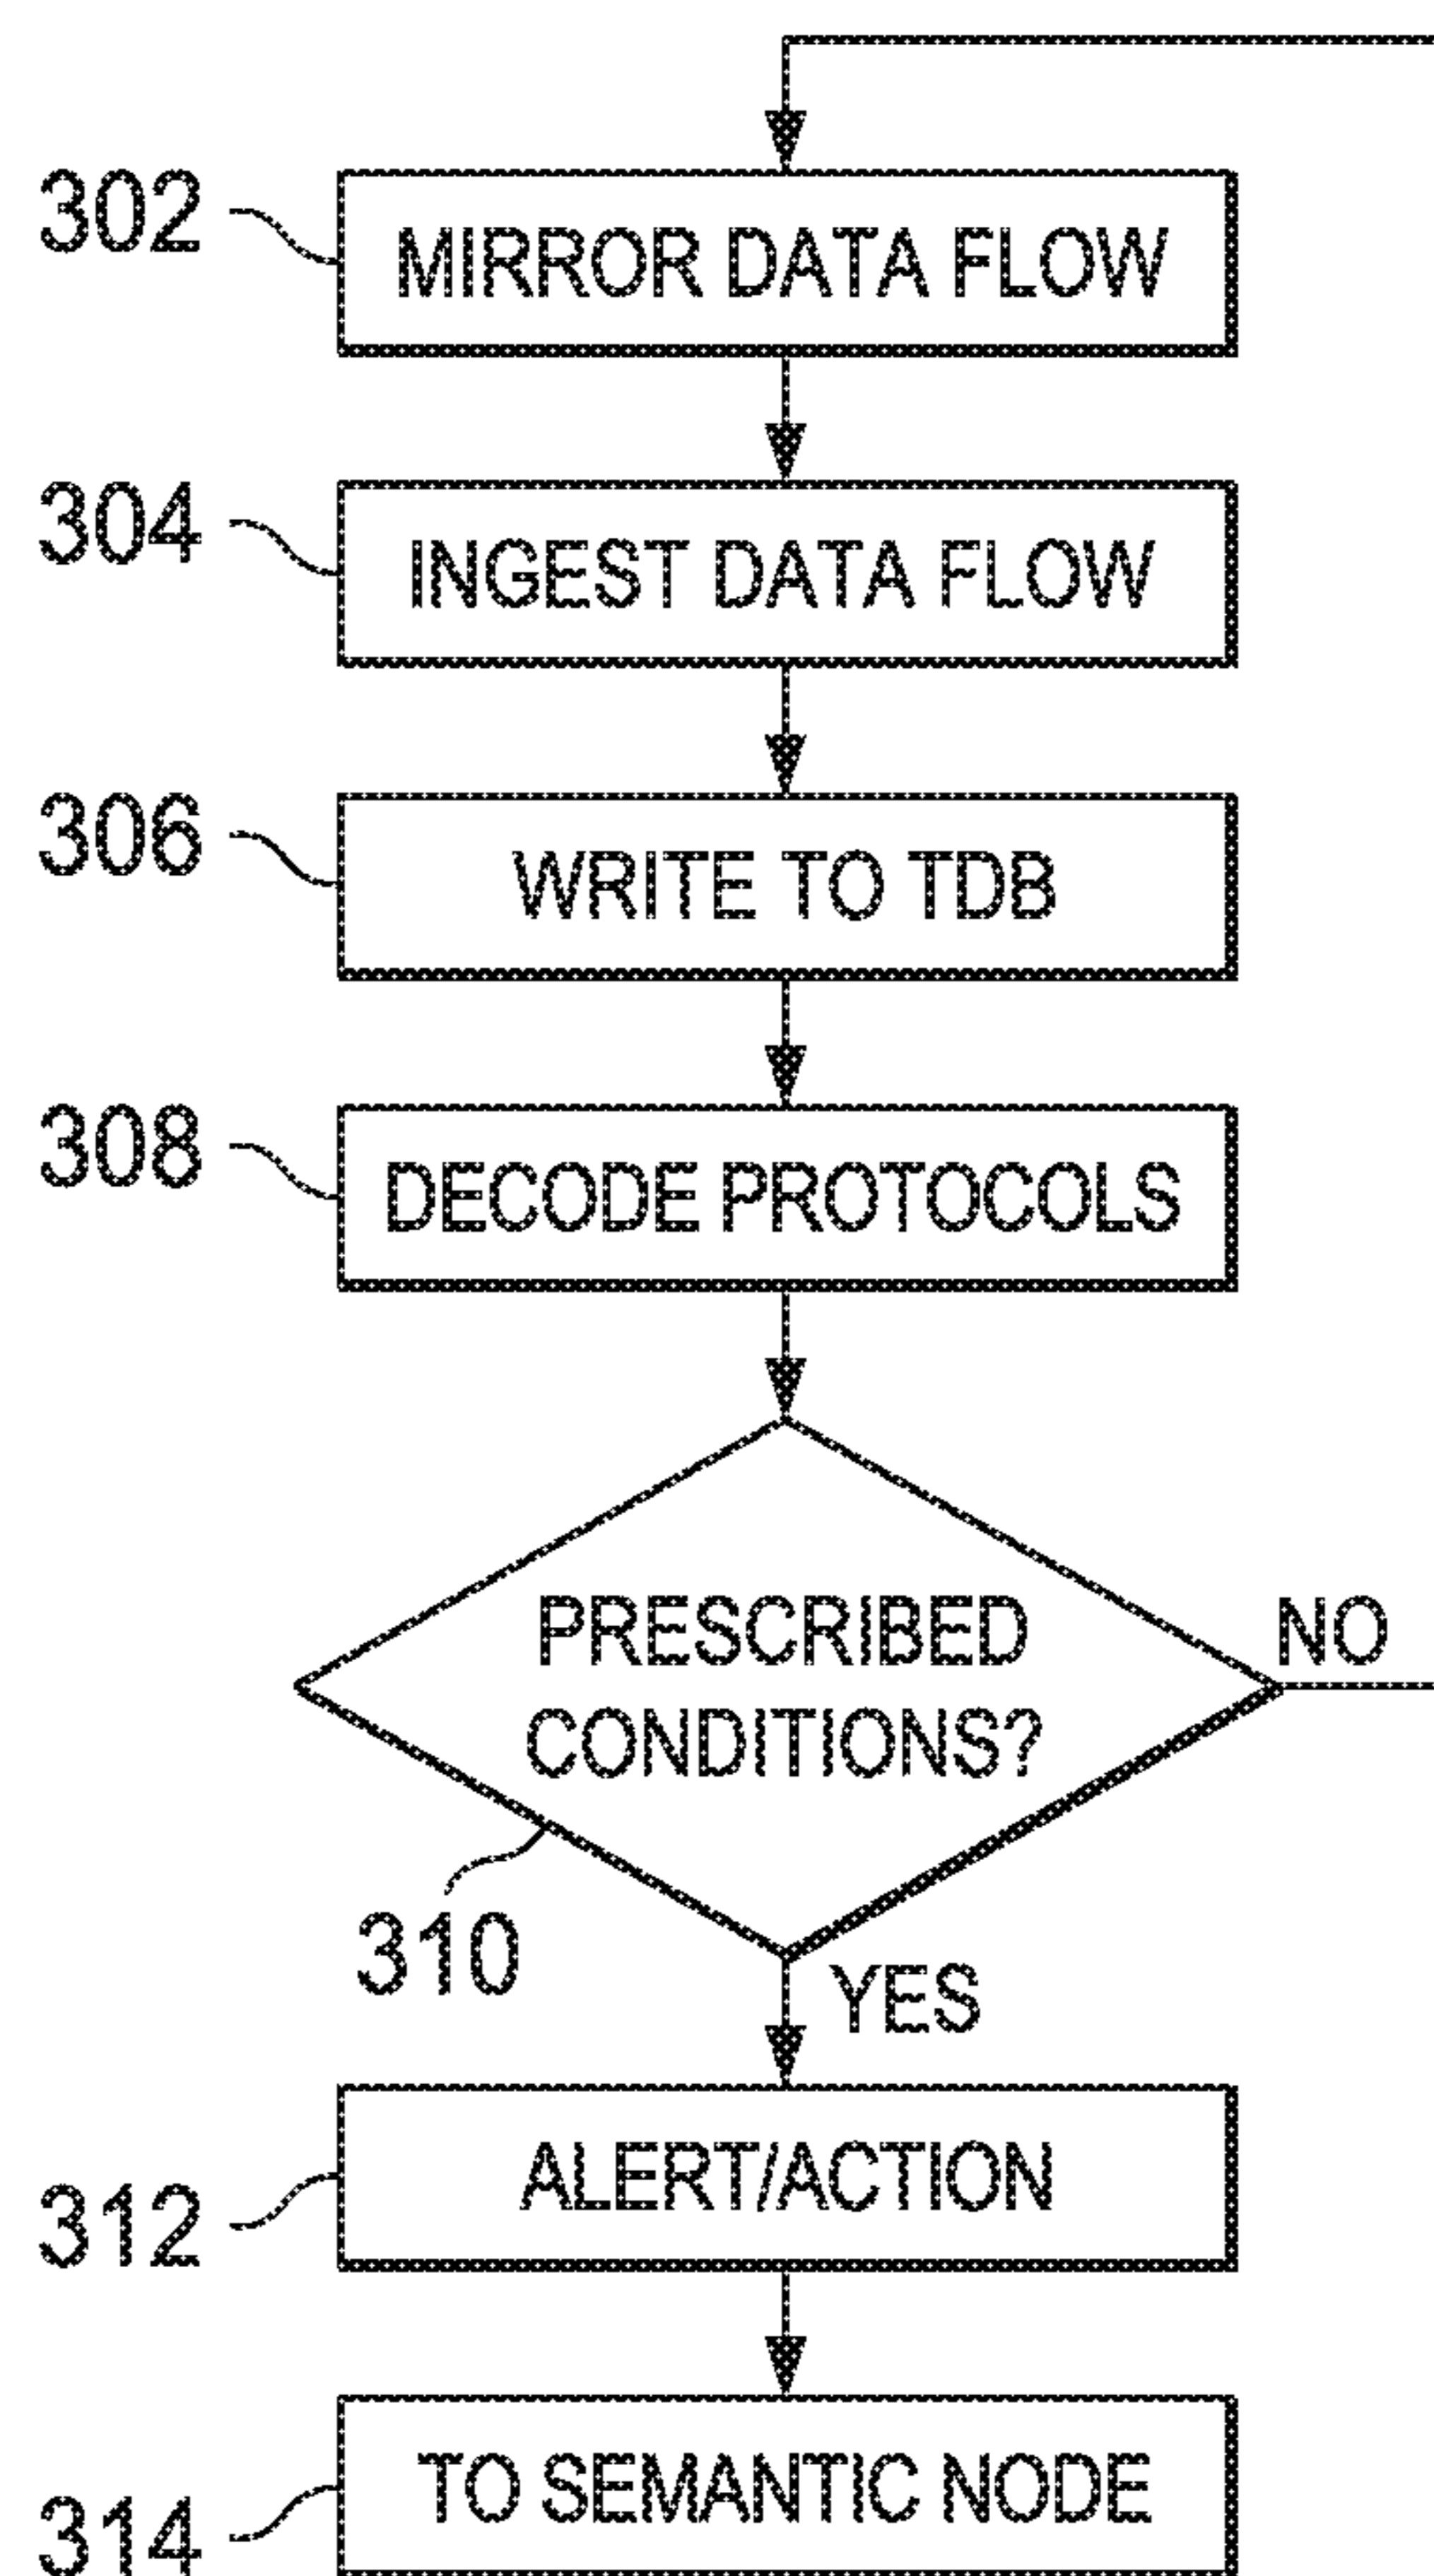 302
MIRROR DATA FLOW
304
INGEST DATA FLOW
306
WRITE TO TDB
308
DECODE PROTOCOLS
PRESCRIBED
CONDITIONS?
NO
310
YES
312
ALERT/ACTION
314
TO SEMANTIC NODE